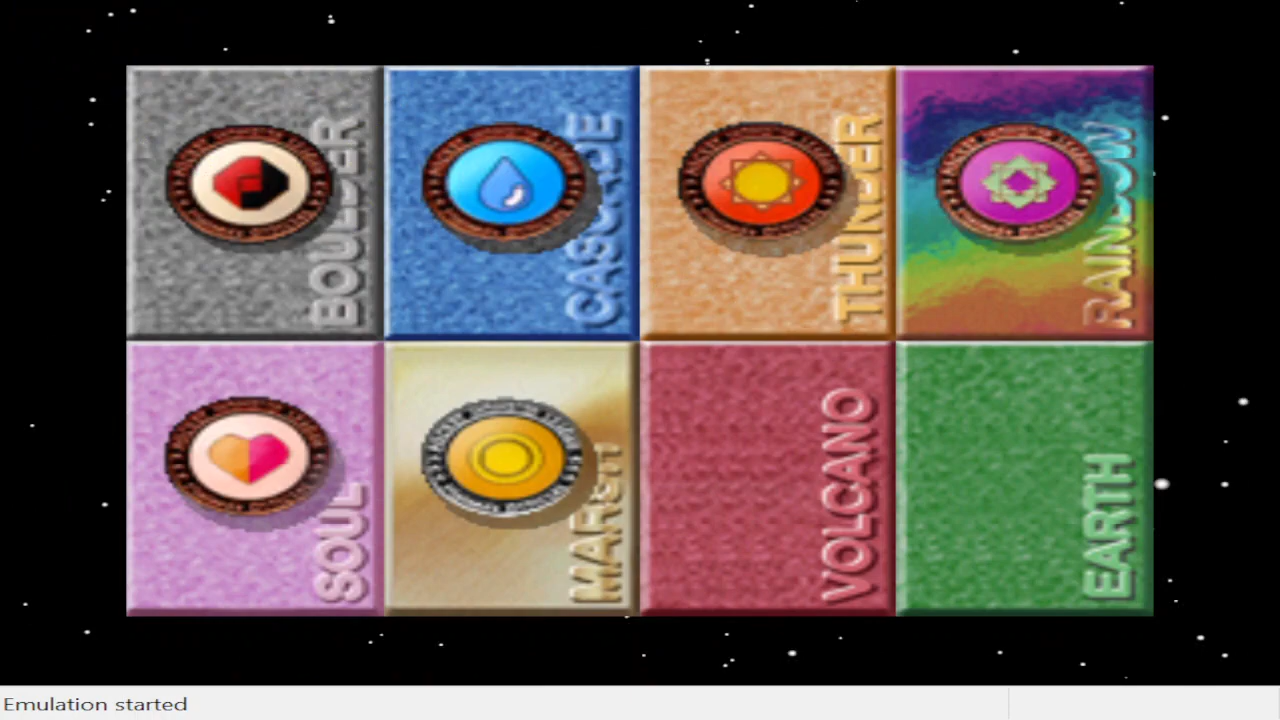 BOULDER
CASCADE
THUNDER
RAINBOW
SOUL
MARSH
VOLCANO
EARTH
Emulation started